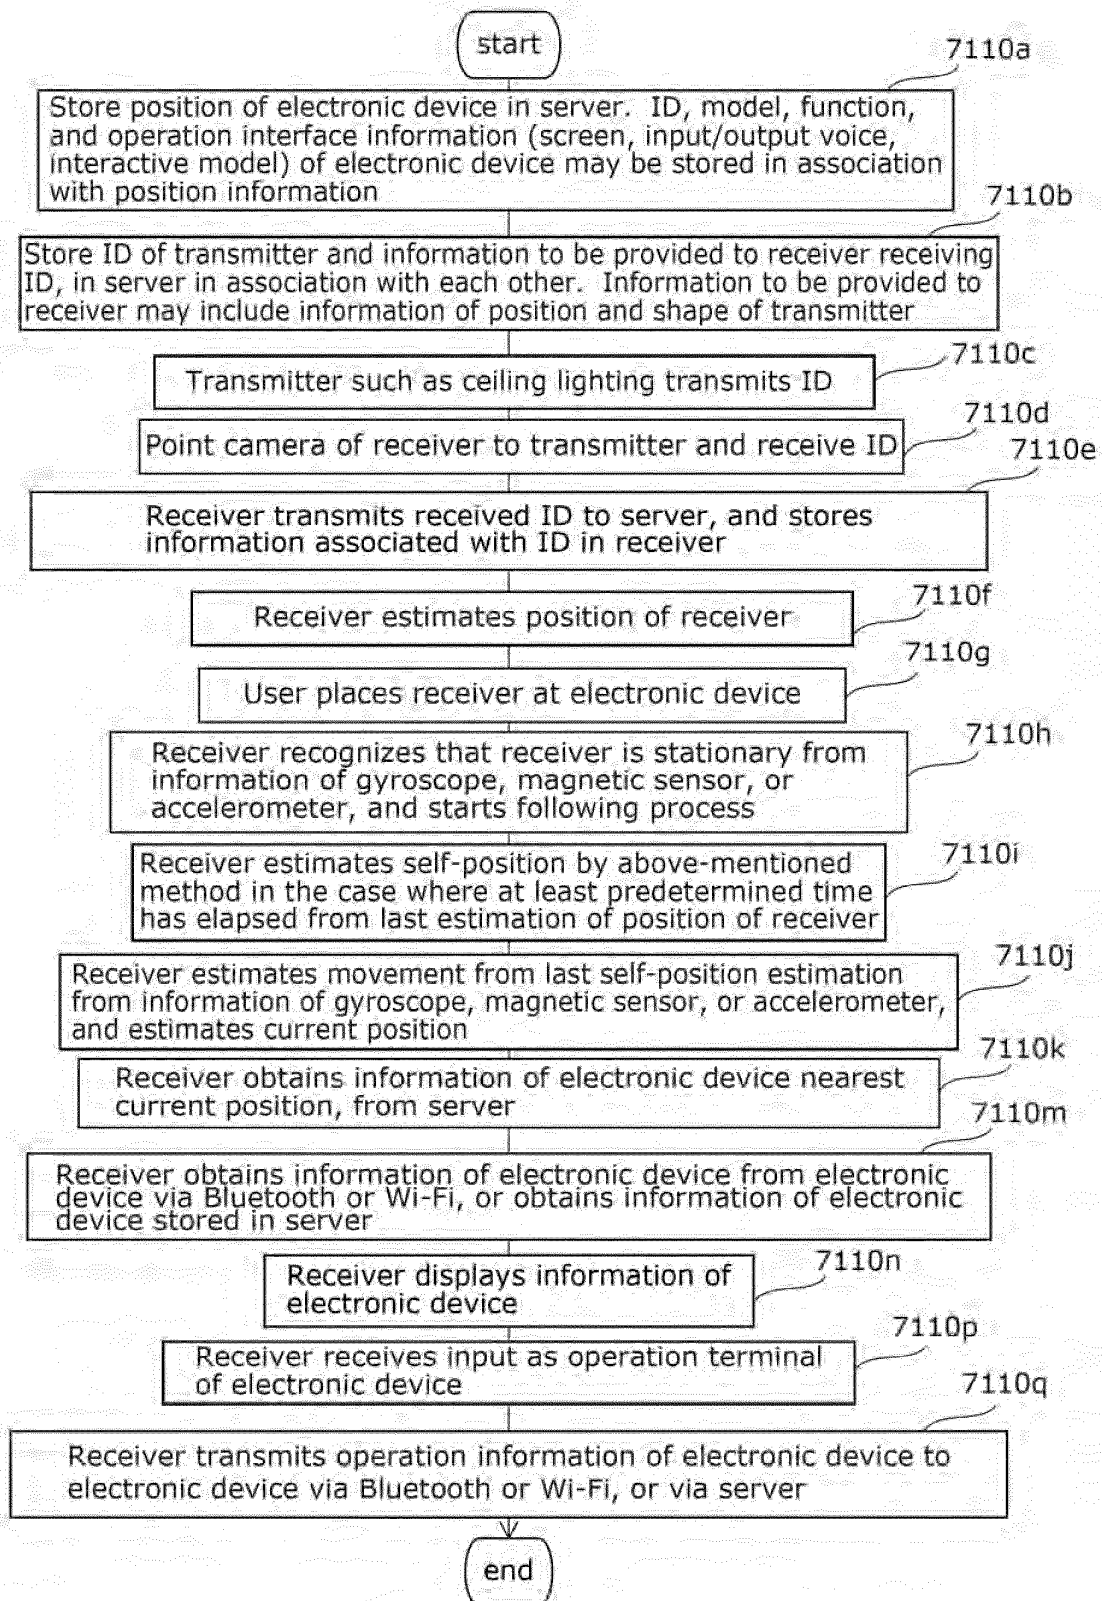 start
7110a
Store position of electronic device in server. ID, model, function,
and operation interface information (screen, input/output voice,
interactive model) of electronic device may be stored in association
with position information
7110b
Store ID of transmitter and information to be provided to receiver receiving
ID, in server in association with each other. Information to be provided to
receiver may include information of position and shape of transmitter
7110c
Transmitter such as ceiling lighting transmits ID
7110d
Point camera of receiver to transmitter and receive ID
7110e
Receiver transmits received ID to server, and stores
information associated with ID in receiver
7110f
Receiver estimates position of receiver
7110g
User places receiver at electronic device
7110h
Receiver recognizes that receiver is stationary from
information of gyroscope, magnetic sensor, or
accelerometer, and starts following process
7110i
Receiver estimates self-position by above-mentioned
method in the case where at least predetermined time
has elapsed from last estimation of position of receiver
7110j
Receiver estimates movement from last self-position estimation
from information of gyroscope, magnetic sensor, or accelerometer,
and estimates current position
7110k
Receiver obtains information of electronic device nearest
current position, from server
7110m
Receiver obtains information of electronic device from electronic
device via Bluetooth or Wi-Fi, or obtains information of electronic
device stored in server
7110n
Receiver displays information of
electronic device
7110p
Receiver receives input as operation terminal
of electronic device
7110q
Receiver transmits operation information of electronic device to
electronic device via Bluetooth or Wi-Fi, or via server
end